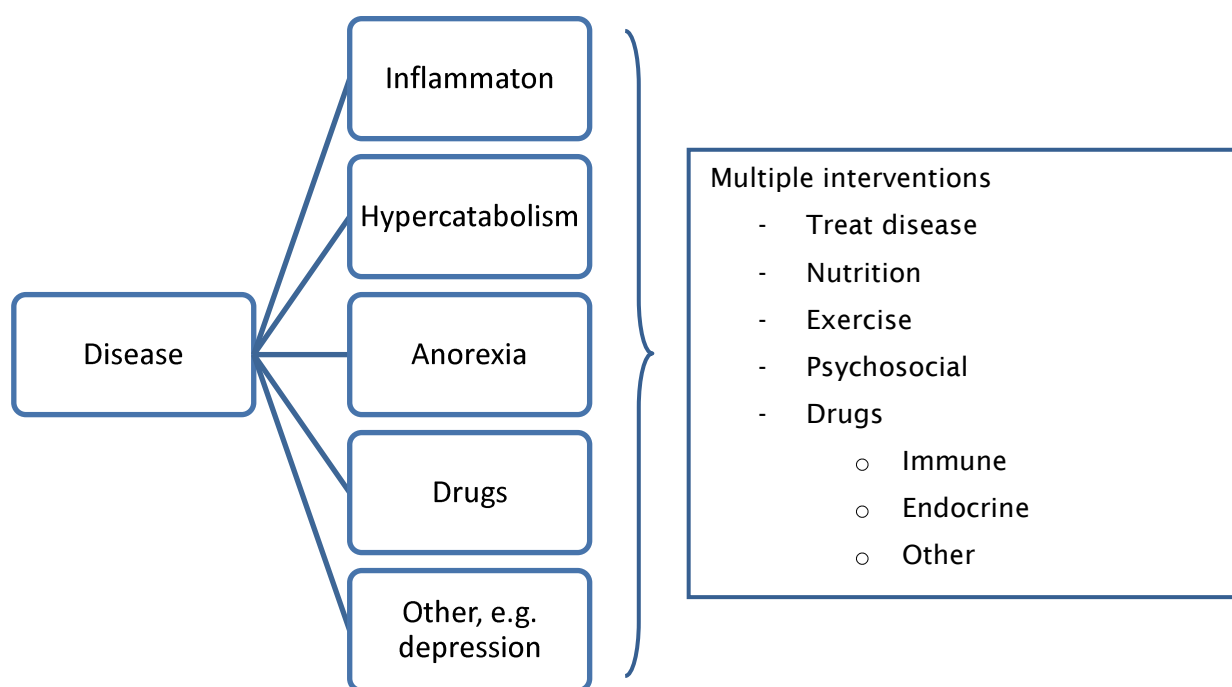 Inflammaton
Hypercatabolism
Disease
Anorexia
Drugs
Other, e.g.
depression
Multiple interventions
- Treat disease
- Nutrition
- Exercise
- Psychosocial
- Drugs
o Immune
o Endocrine
o Other